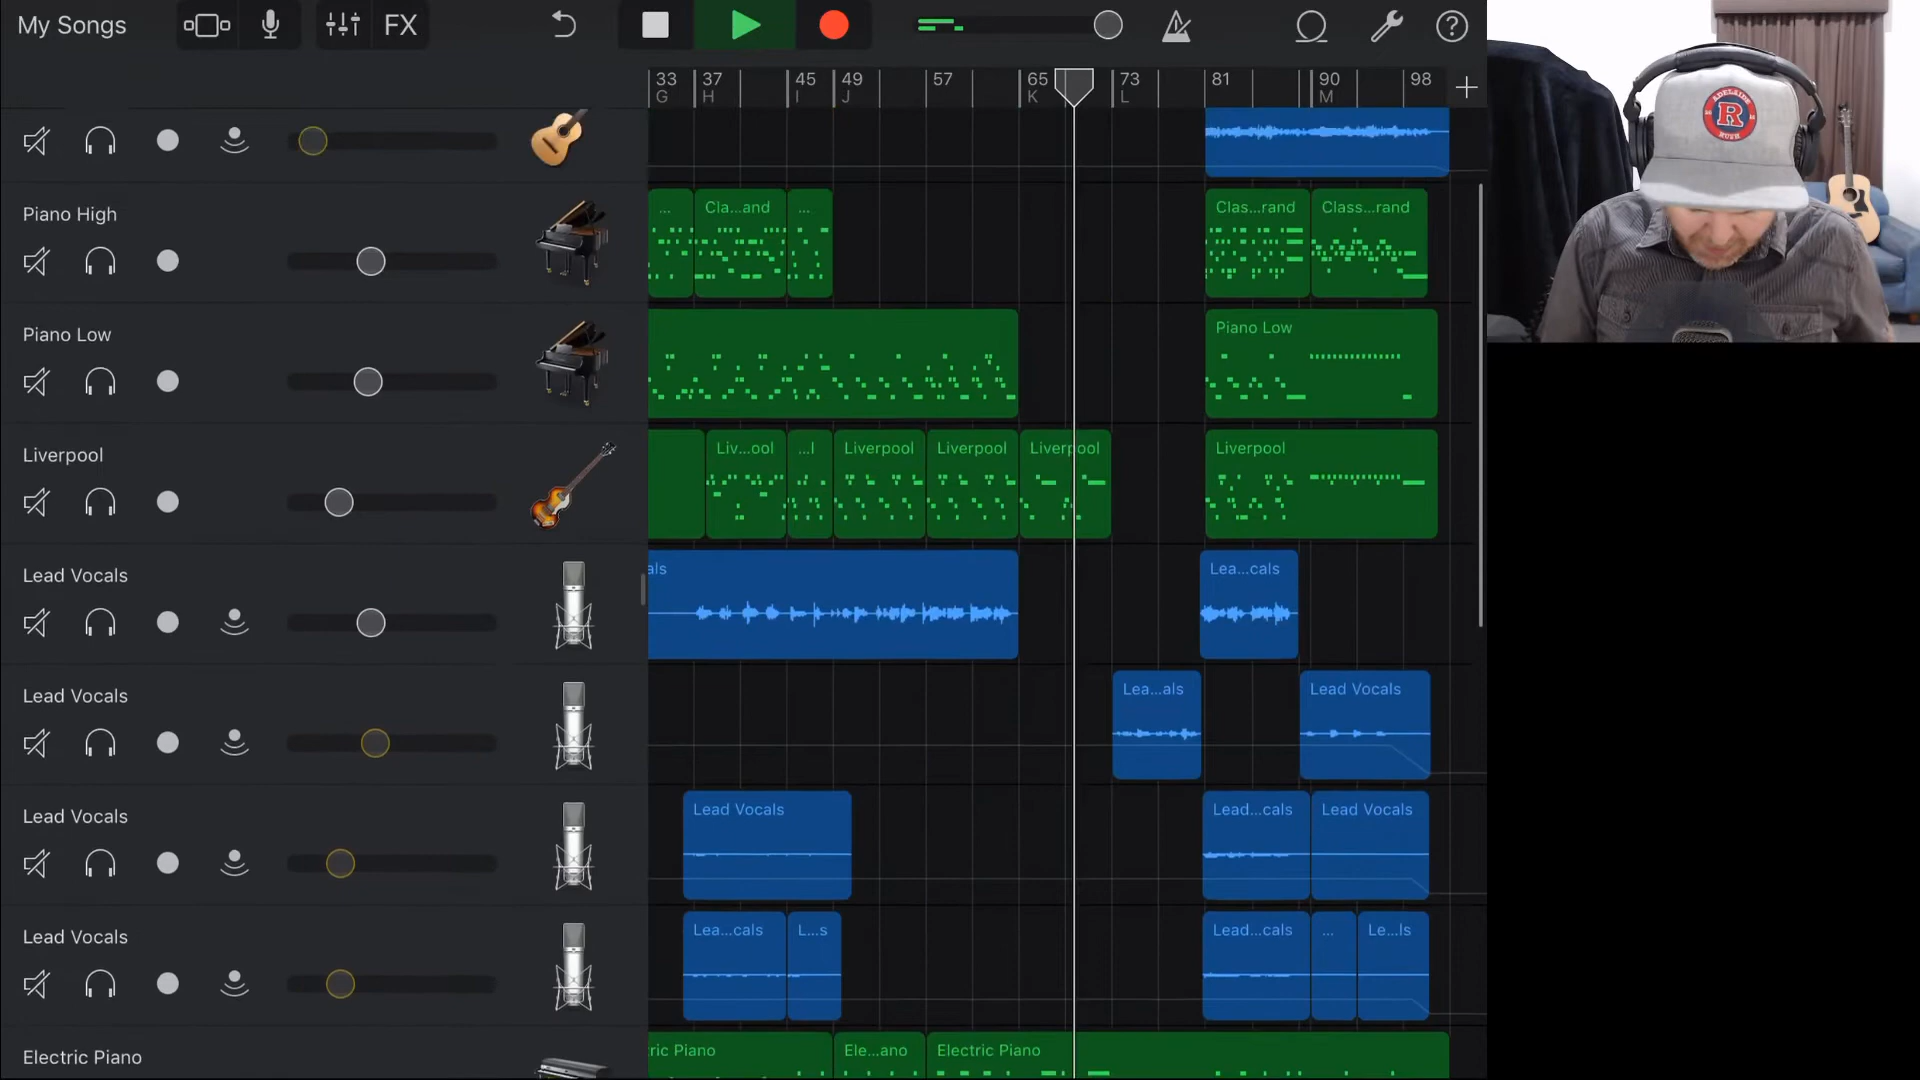 My Songs
FX
33 37 45 49 57 65 73 81 90 98
G H I J K L M
... Cla...and ... Clas...rand Class...rand
Piano High
Piano Low
Piano Low
Liv...ool ...l Liverpool Liverpool Liverpool Liverpool
Liverpool
als Lea...cals
Lead Vocals
Lea...als Lead Vocals
Lead Vocals
Lead Vocals Lead...cals Lead Vocals
Lead Vocals
Lea...cals L...s Lead...cals ... Le...ls
Lead Vocals
tric Piano Ele...ano Electric Piano
Electric Piano
ADELAIDE
R
RUSH